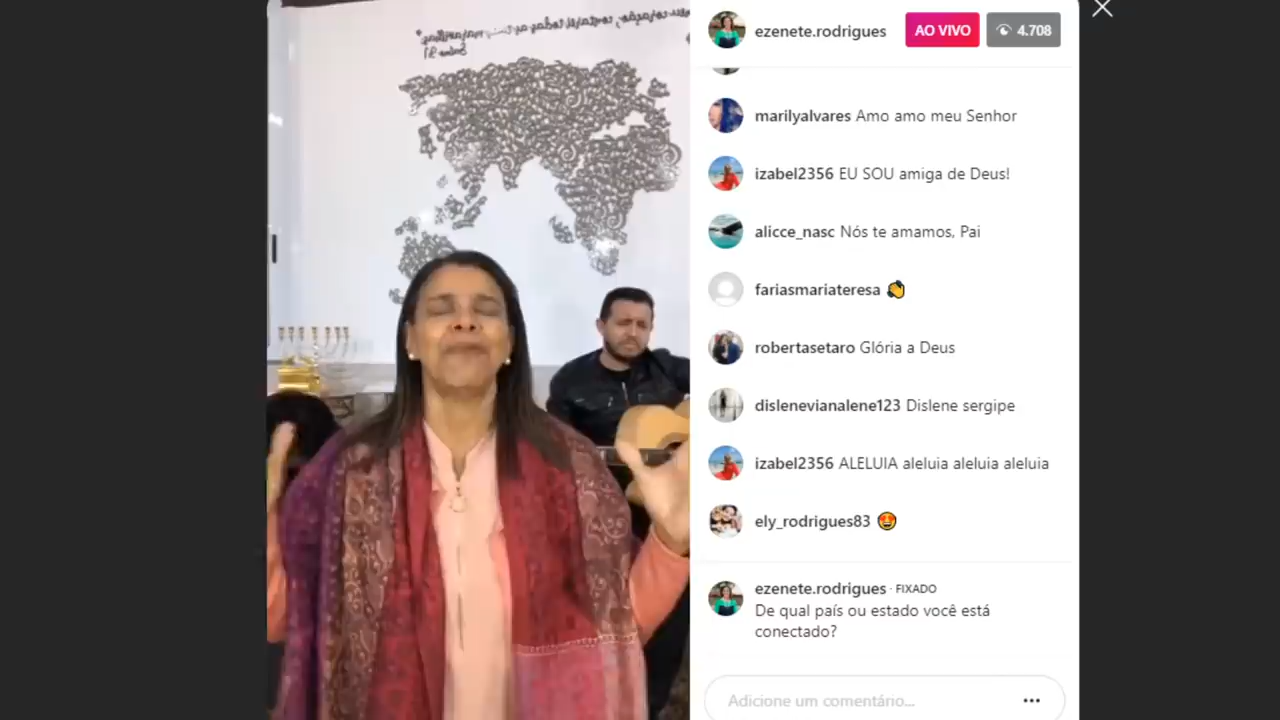 ezenete.rodrigues AO VIVO 4.708
marilyalvares Amo amo meu Senhor
izabel2356 EU SOU amiga de Deus!
alicce_nasc Nós te amamos, Pai
fariasmariateresa 👏
robertasetaro Glória a Deus
dislenevianalene123 Dislene sergipe
izabel2356 ALELUIA aleluia aleluia aleluia
ely_rodrigues83 😍
ezenete.rodrigues · FIXADO
De qual país ou estado você está
conectado?
Adicione um comentário...